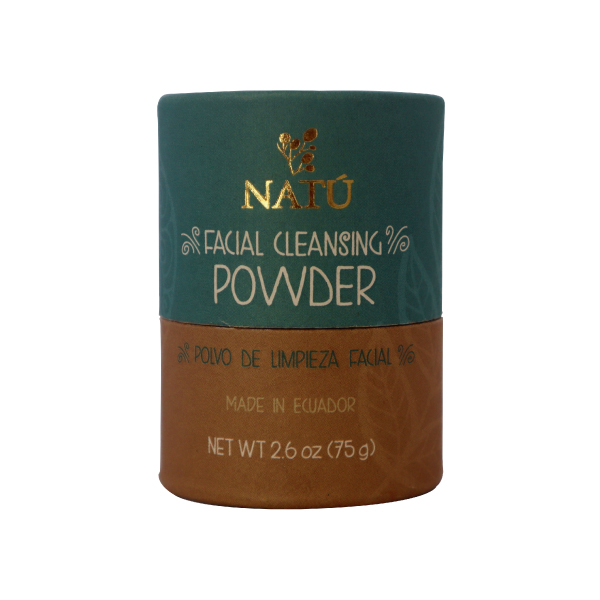 NATÚ
FACIAL CLEANSING
POWDER
POLVO DE LIMPIEZA FACIAL
MADE IN ECUADOR
NET WT 2.6 oz (75 g)